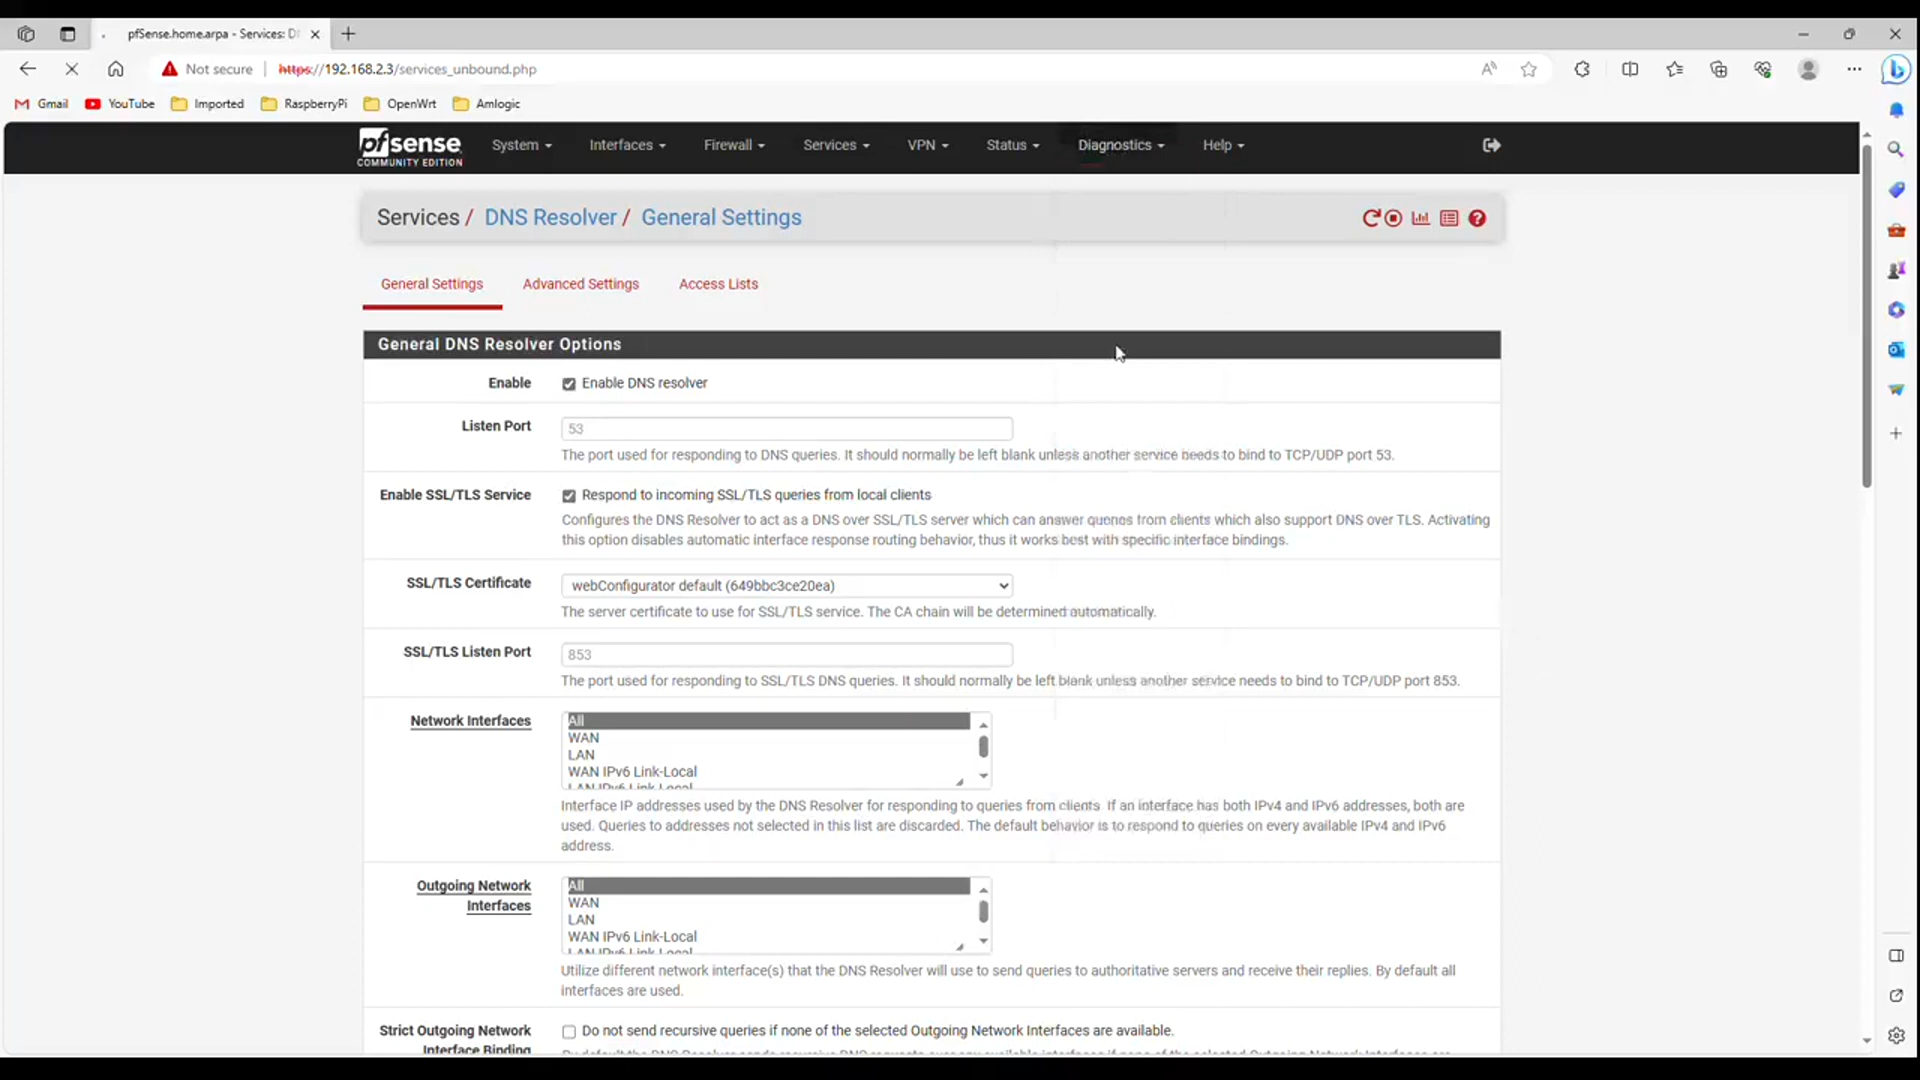 pfSense.home.arpa - Services: D
Not secure
https://192.168.2.3/services_unbound.php
Gmail
YouTube
Imported
RaspberryPi
OpenWrt
Amlogic
pfsense
COMMUNITY EDITION
System
Interfaces
Firewall
Services
VPN
Status
Diagnostics
Help
Services / DNS Resolver / General Settings
General Settings
Advanced Settings
Access Lists
General DNS Resolver Options
Enable
Enable DNS resolver
Listen Port
53
The port used for responding to DNS queries. It should normally be left blank unless another service needs to bind to TCP/UDP port 53.
Enable SSL/TLS Service
Respond to incoming SSL/TLS queries from local clients
Configures the DNS Resolver to act as a DNS over SSL/TLS server which can answer queries from clients which also support DNS over TLS. Activating
this option disables automatic interface response routing behavior, thus it works best with specific interface bindings.
SSL/TLS Certificate
webConfigurator default (649bbc3ce20ea)
The server certificate to use for SSL/TLS service. The CA chain will be determined automatically.
SSL/TLS Listen Port
853
The port used for responding to SSL/TLS DNS queries. It should normally be left blank unless another service needs to bind to TCP/UDP port 853.
Network Interfaces
All
WAN
LAN
WAN IPv6 Link-Local
LAN IPv6 Link-Local
Interface IP addresses used by the DNS Resolver for responding to queries from clients. If an interface has both IPv4 and IPv6 addresses, both are
used. Queries to addresses not selected in this list are discarded. The default behavior is to respond to queries on every available IPv4 and IPv6
address.
Outgoing Network
Interfaces
All
WAN
LAN
WAN IPv6 Link-Local
LAN IPv6 Link-Local
Utilize different network interface(s) that the DNS Resolver will use to send queries to authoritative servers and receive their replies. By default all
interfaces are used.
Strict Outgoing Network
Interface Binding
Do not send recursive queries if none of the selected Outgoing Network Interfaces are available.